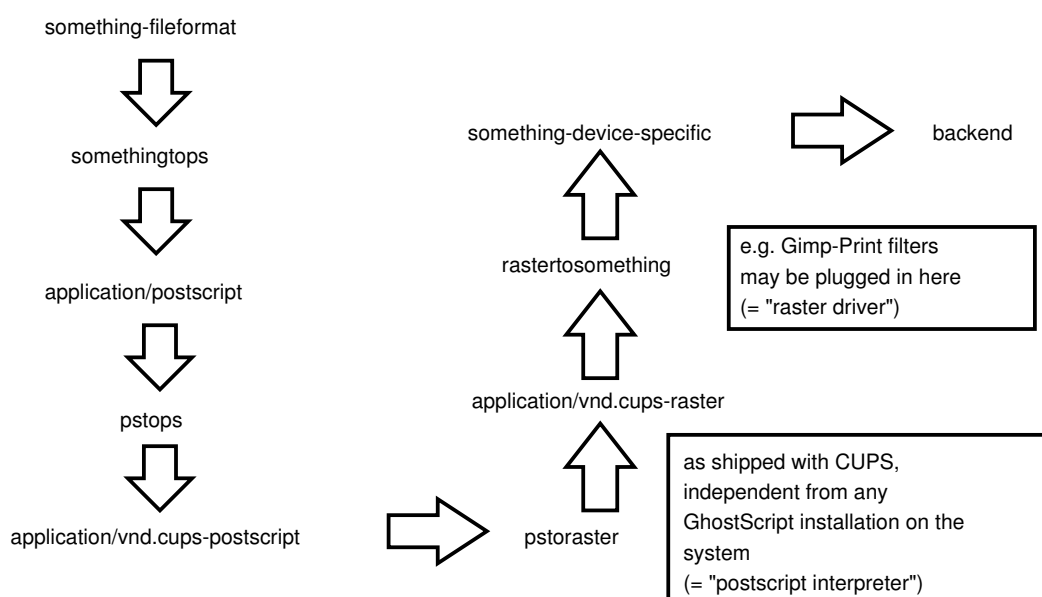 something-fileformat
somethingtops
application/postscript
pstops
application/vnd.cups-postscript
pstoraster
as shipped with CUPS,
independent from any
GhostScript installation on the
system
(= "postscript interpreter")
application/vnd.cups-raster
rastertosomething
e.g. Gimp-Print filters
may be plugged in here
(= "raster driver")
something-device-specific
backend